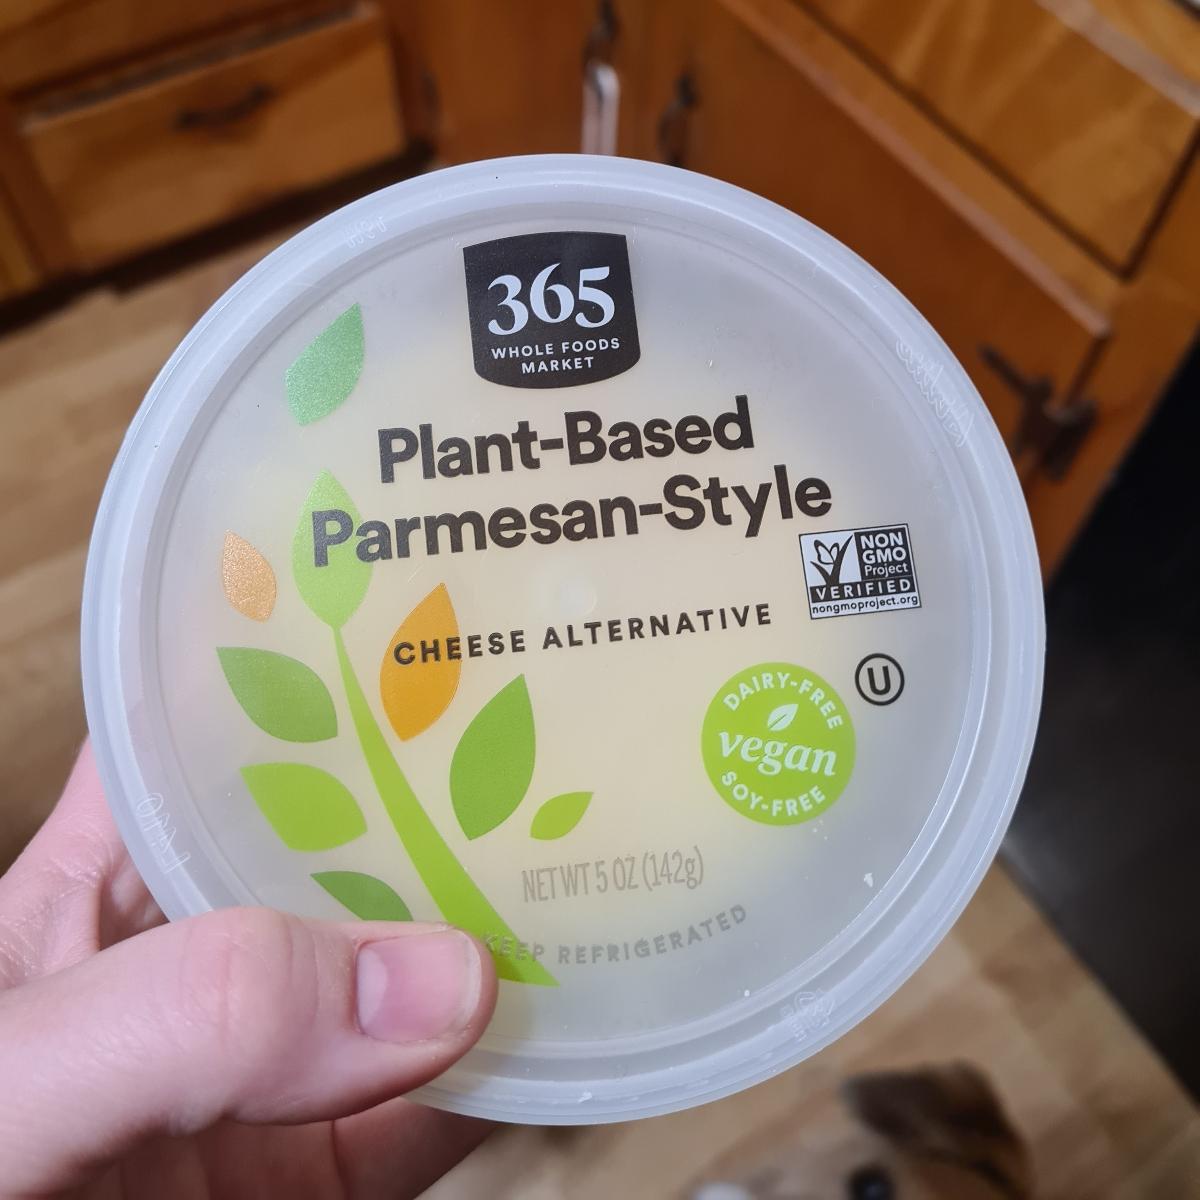 365
WHOLE FOODS
MARKET
Plant-Based
Parmesan-Style
CHEESE ALTERNATIVE
NON
GMO
Project
VERIFIED
nongmoproject.org
U
DAIRY-FREE
vegan
SOY-FREE
NET WT 5 OZ (142g)
KEEP REFRIGERATED